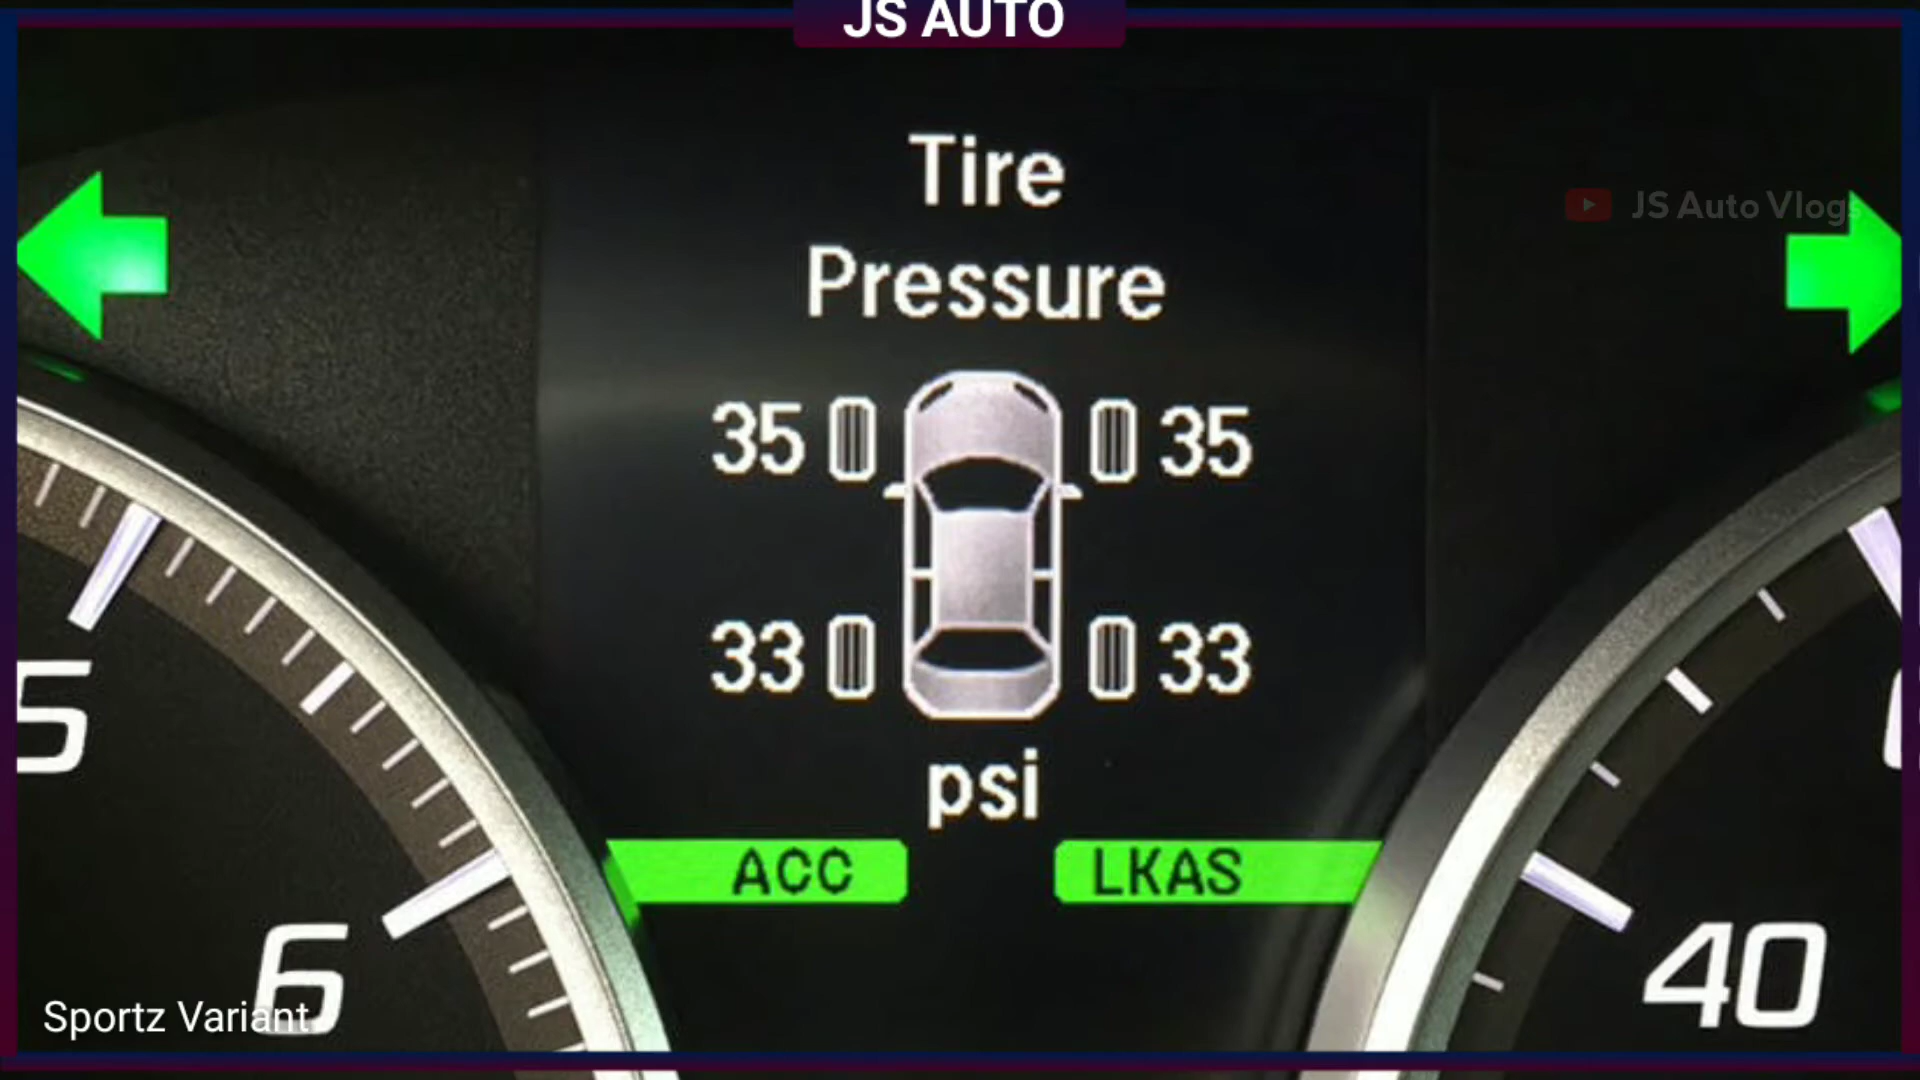 JS AUTO
Tire
Pressure
JS Auto Vlogs
35 35
33 33
psi
ACC LKAS
5
6
40
Sportz Variant